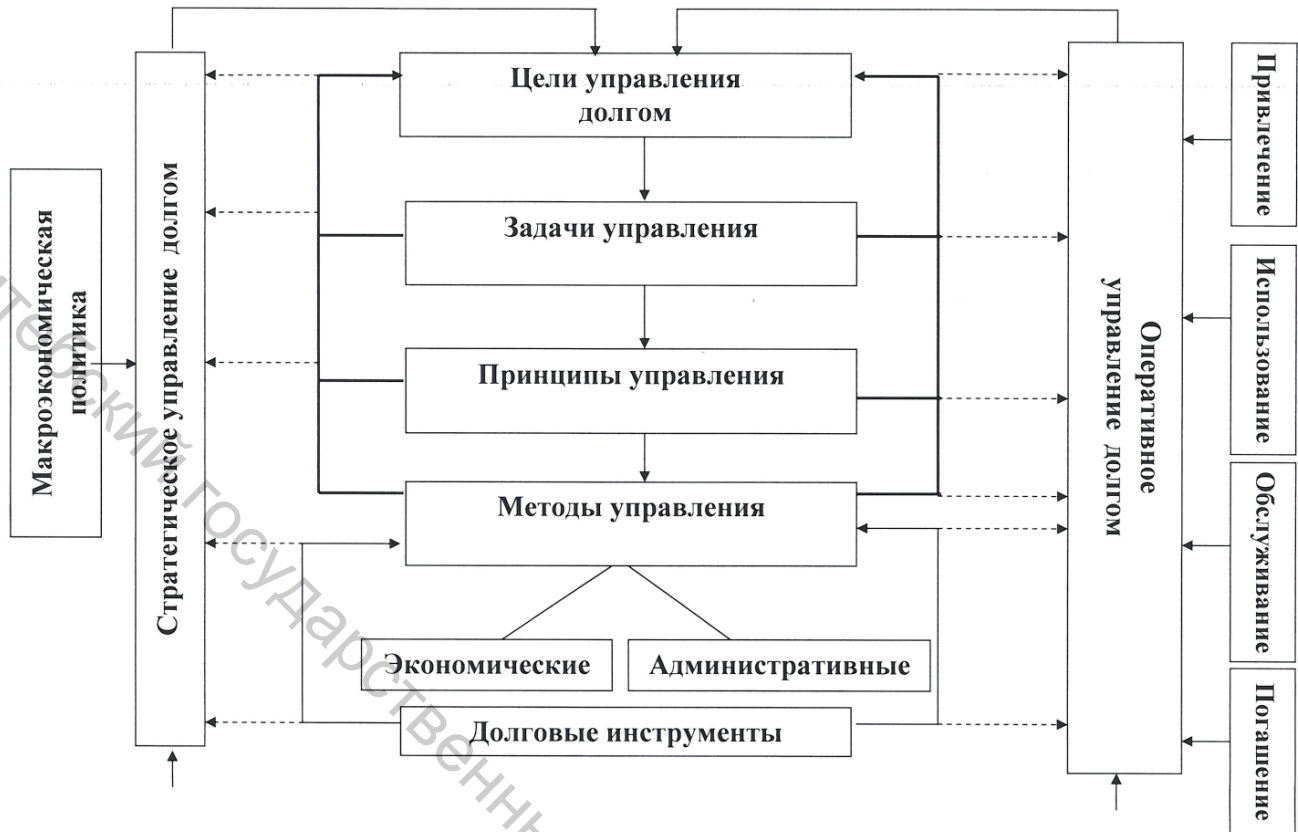 Макроэкономическая
политика
Стратегическое управление долгом
Цели управления
долгом
Задачи управления
Принципы управления
Методы управления
Экономические
Административные
Долговые инструменты
Оперативное
управление долгом
Привлечение
Использование
Обслуживание
Погашение
государственны